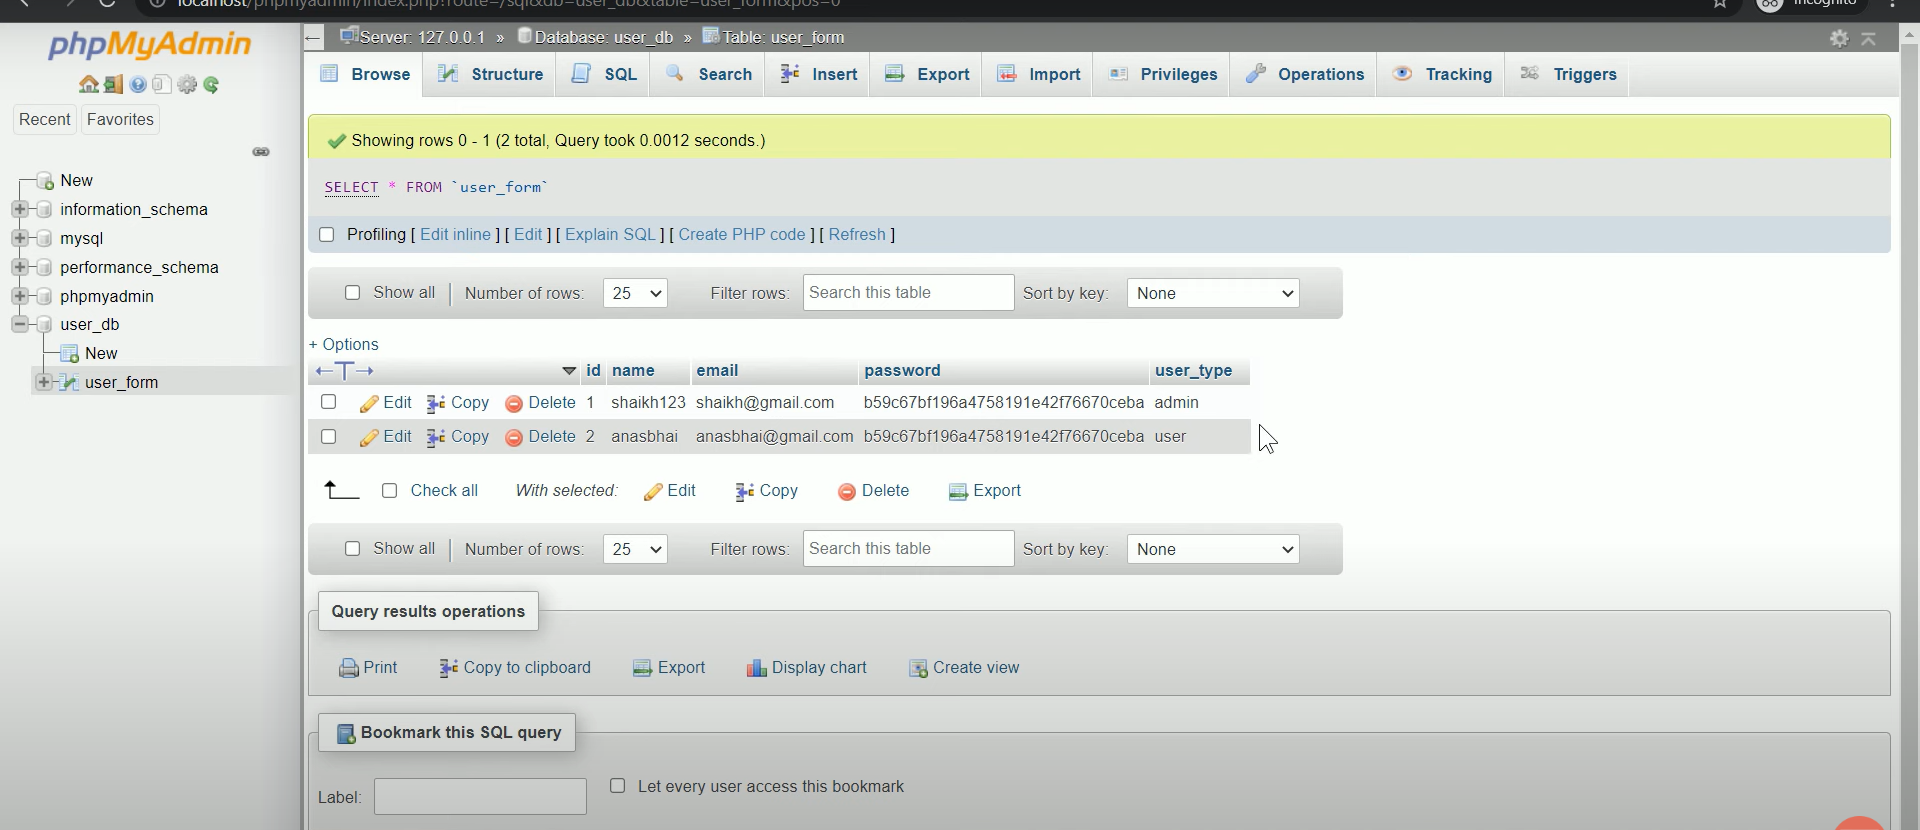 localhost/phpmyadmin/index.php?route=/sql&db=user_db&table=user_form&pos=0
Incognito
phpMyAdmin
Recent
Favorites
New
information_schema
mysql
performance_schema
phpmyadmin
user_db
New
user_form
Server: 127.0.0.1 » Database: user_db » Table: user_form
Browse Structure SQL Search Insert Export Import Privileges Operations Tracking Triggers
Showing rows 0 - 1 (2 total, Query took 0.0012 seconds.)
SELECT * FROM `user_form`
Profiling [ Edit inline ] [ Edit ] [ Explain SQL ] [ Create PHP code ] [ Refresh ]
Show all | Number of rows: 25 Filter rows: Search this table Sort by key: None
+ Options
←T→ id name email password user_type
Edit Copy Delete 1 shaikh123 shaikh@gmail.com b59c67bf196a4758191e42f76670ceba admin
Edit Copy Delete 2 anasbhai anasbhai@gmail.com b59c67bf196a4758191e42f76670ceba user
Check all With selected: Edit Copy Delete Export
Show all | Number of rows: 25 Filter rows: Search this table Sort by key: None
Query results operations
Print Copy to clipboard Export Display chart Create view
Bookmark this SQL query
Label: Let every user access this bookmark